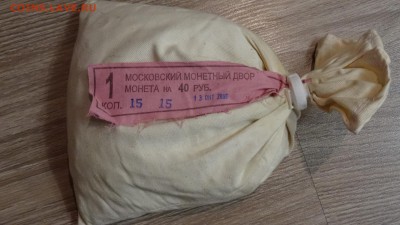 1 МОСКОВСКИЙ МОНЕТНЫЙ ДВОР
МОНЕТА НА 40 РУБ.
КОП. 15 15